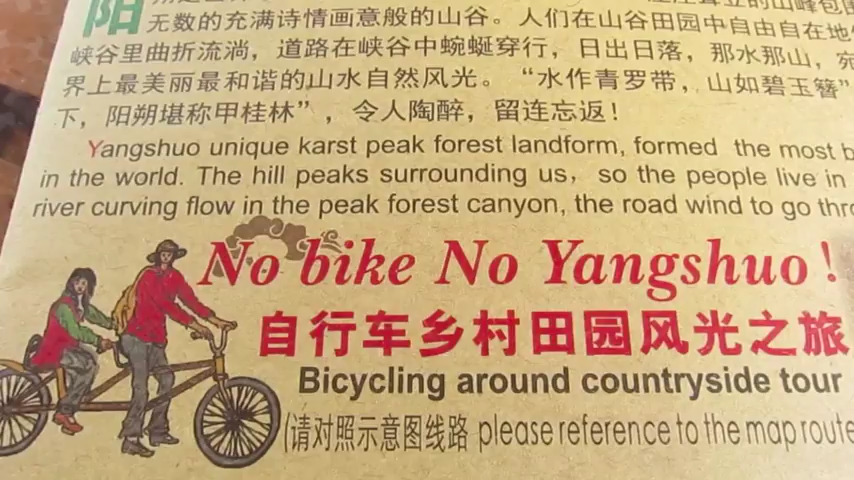 阳
无数的充满诗情画意般的山谷。人们在山谷田园中自由自在地
峡谷里曲折流淌，道路在峡谷中蜿蜒穿行，日出日落，那水那山，宛
界上最美丽最和谐的山水自然风光。“水作青罗带，山如碧玉簪”
下，阳朔堪称甲桂林”，令人陶醉，留连忘返！
Yangshuo unique karst peak forest landform, formed the most b
in the world. The hill peaks surrounding us, so the people live in
river curving flow in the peak forest canyon, the road wind to go thro
No bike No Yangshuo!
自行车乡村田园风光之旅
Bicycling around countryside tour
(请对照示意图线路 please reference to the map route